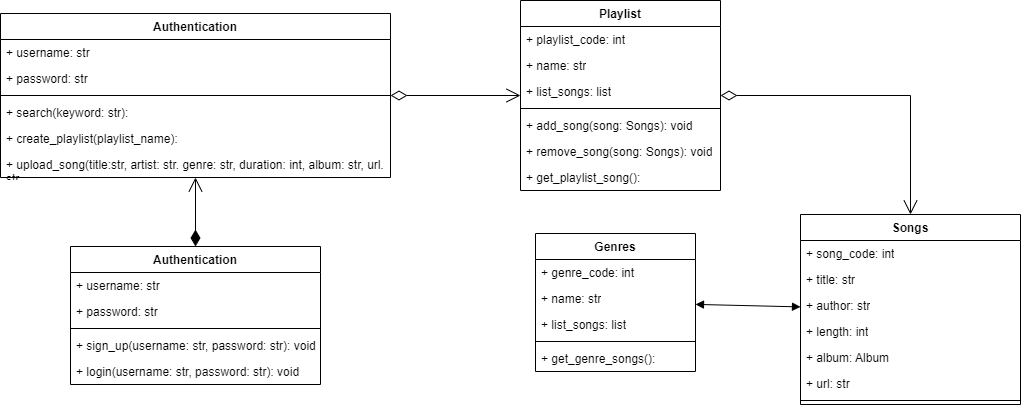 Authentication
+ username: str
+ password: str
+ search(keyword: str):
+ create_playlist(playlist_name):
+ upload_song(title:str, artist: str. genre: str, duration: int, album: str, url.
Playlist
+ playlist_code: int
+ name: str
+ list_songs: list
+ add_song(song: Songs): void
+ remove_song(song: Songs): void
+ get_playlist_song():
Authentication
+ username: str
+ password: str
+ sign_up(username: str, password: str): void
+ login(username: str, password: str): void
Genres
+ genre_code: int
+ name: str
+ list_songs: list
+ get_genre_songs():
Songs
+ song_code: int
+ title: str
+ author: str
+ length: int
+ album: Album
+ url: str